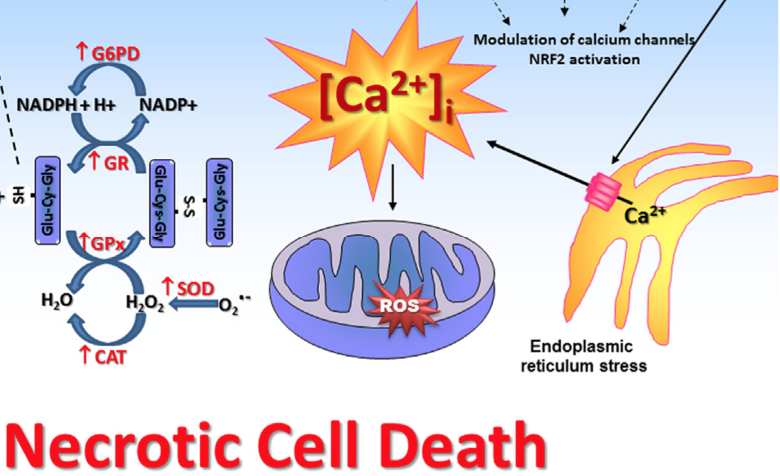 ↑G6PD
NADPH + H+
NADP+
↑GR
+
SH
Glu-Cy-Gly
Glu-Cys-Gly
S-S
Glu-Cys-Gly
↑GPx
H₂O
H₂O₂
↑SOD
O₂•-
↑CAT
[Ca²⁺]i
Modulation of calcium channels
NRF2 activation
ROS
Ca²⁺
Endoplasmic
reticulum stress
Necrotic Cell Death